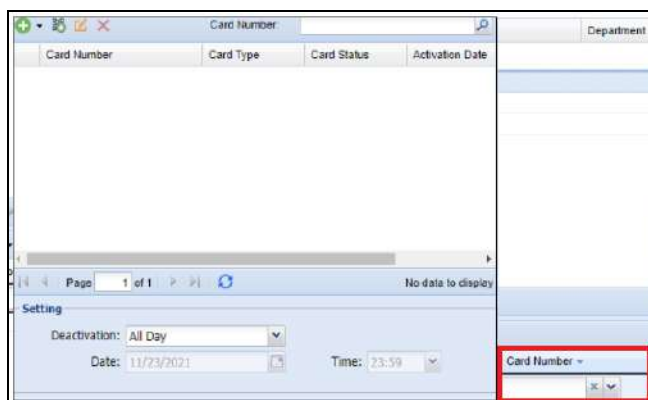 Card Number:
Department
Card Number Card Type Card Status Activation Date
Page 1 of 1 No data to display
Setting
Deactivation: All Day
Date: 11/23/2021 Time: 23:59
Card Number